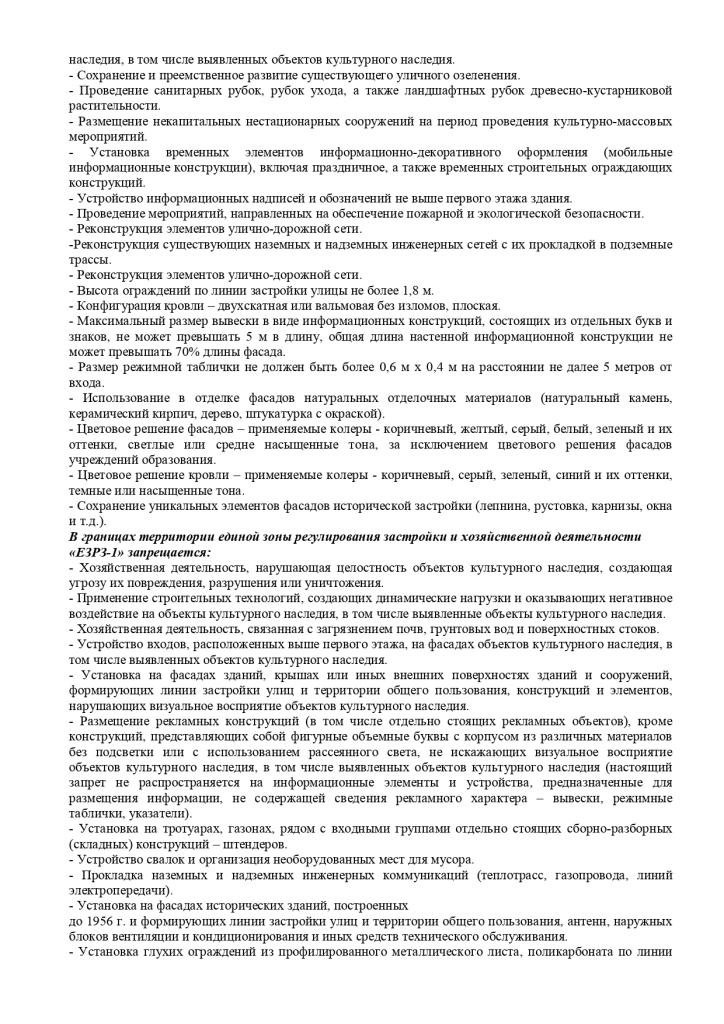 наследия, в том числе выявленных объектов культурного наследия.
- Сохранение и преемственное развитие существующего уличного озеленения.
- Проведение санитарных рубок, рубок ухода, а также ландшафтных рубок древесно-кустарниковой
растительности.
- Размещение некапитальных нестационарных сооружений на период проведения культурно-массовых
мероприятий.
- Установка временных элементов информационно-декоративного оформления (мобильные
информационные конструкции), включая праздничное, а также временных строительных ограждающих
конструкций.
- Устройство информационных надписей и обозначений не выше первого этажа здания.
- Проведение мероприятий, направленных на обеспечение пожарной и экологической безопасности.
- Реконструкция элементов улично-дорожной сети.
-Реконструкция существующих наземных и надземных инженерных сетей с их прокладкой в подземные
трассы.
- Реконструкция элементов улично-дорожной сети.
- Высота ограждений по линии застройки улицы не более 1,8 м.
- Конфигурация кровли – двухскатная или вальмовая без изломов, плоская.
- Максимальный размер вывески в виде информационных конструкций, состоящих из отдельных букв и
знаков, не может превышать 5 м в длину, общая длина настенной информационной конструкции не
может превышать 70% длины фасада.
- Размер режимной таблички не должен быть более 0,6 м х 0,4 м на расстоянии не далее 5 метров от
входа.
- Использование в отделке фасадов натуральных отделочных материалов (натуральный камень,
керамический кирпич, дерево, штукатурка с окраской).
- Цветовое решение фасадов – применяемые колеры - коричневый, желтый, серый, белый, зеленый и их
оттенки, светлые или средне насыщенные тона, за исключением цветового решения фасадов
учреждений образования.
- Цветовое решение кровли – применяемые колеры - коричневый, серый, зеленый, синий и их оттенки,
темные или насыщенные тона.
- Сохранение уникальных элементов фасадов исторической застройки (лепнина, рустовка, карнизы, окна
и т.д.).
В границах территории единой зоны регулирования застройки и хозяйственной деятельности
«ЕЗРЗ-1» запрещается:
- Хозяйственная деятельность, нарушающая целостность объектов культурного наследия, создающая
угрозу их повреждения, разрушения или уничтожения.
- Применение строительных технологий, создающих динамические нагрузки и оказывающих негативное
воздействие на объекты культурного наследия, в том числе выявленные объекты культурного наследия.
- Хозяйственная деятельность, связанная с загрязнением почв, грунтовых вод и поверхностных стоков.
- Устройство входов, расположенных выше первого этажа, на фасадах объектов культурного наследия, в
том числе выявленных объектов культурного наследия.
- Установка на фасадах зданий, крышах или иных внешних поверхностях зданий и сооружений,
формирующих линии застройки улиц и территории общего пользования, конструкций и элементов,
нарушающих визуальное восприятие объектов культурного наследия.
- Размещение рекламных конструкций (в том числе отдельно стоящих рекламных объектов), кроме
конструкций, представляющих собой фигурные объемные буквы с корпусом из различных материалов
без подсветки или с использованием рассеянного света, не искажающих визуальное восприятие
объектов культурного наследия, в том числе выявленных объектов культурного наследия (настоящий
запрет не распространяется на информационные элементы и устройства, предназначенные для
размещения информации, не содержащей сведения рекламного характера – вывески, режимные
таблички, указатели).
- Установка на тротуарах, газонах, рядом с входными группами отдельно стоящих сборно-разборных
(складных) конструкций – штендеров.
- Устройство свалок и организация необорудованных мест для мусора.
- Прокладка наземных и надземных инженерных коммуникаций (теплотрасс, газопровода, линий
электропередачи).
- Установка на фасадах исторических зданий, построенных
до 1956 г. и формирующих линии застройки улиц и территории общего пользования, антенн, наружных
блоков вентиляции и кондиционирования и иных средств технического обслуживания.
- Установка глухих ограждений из профилированного металлического листа, поликарбоната по линии